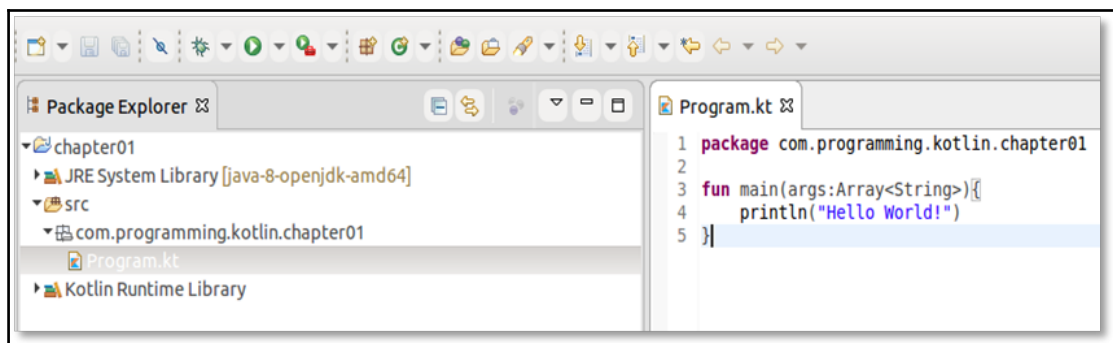 Package Explorer
chapter01
JRE System Library [java-8-openjdk-amd64]
src
com.programming.kotlin.chapter01
Program.kt
Kotlin Runtime Library
Program.kt
1 package com.programming.kotlin.chapter01
2
3 fun main(args:Array<String>){
4     println("Hello World!")
5 }